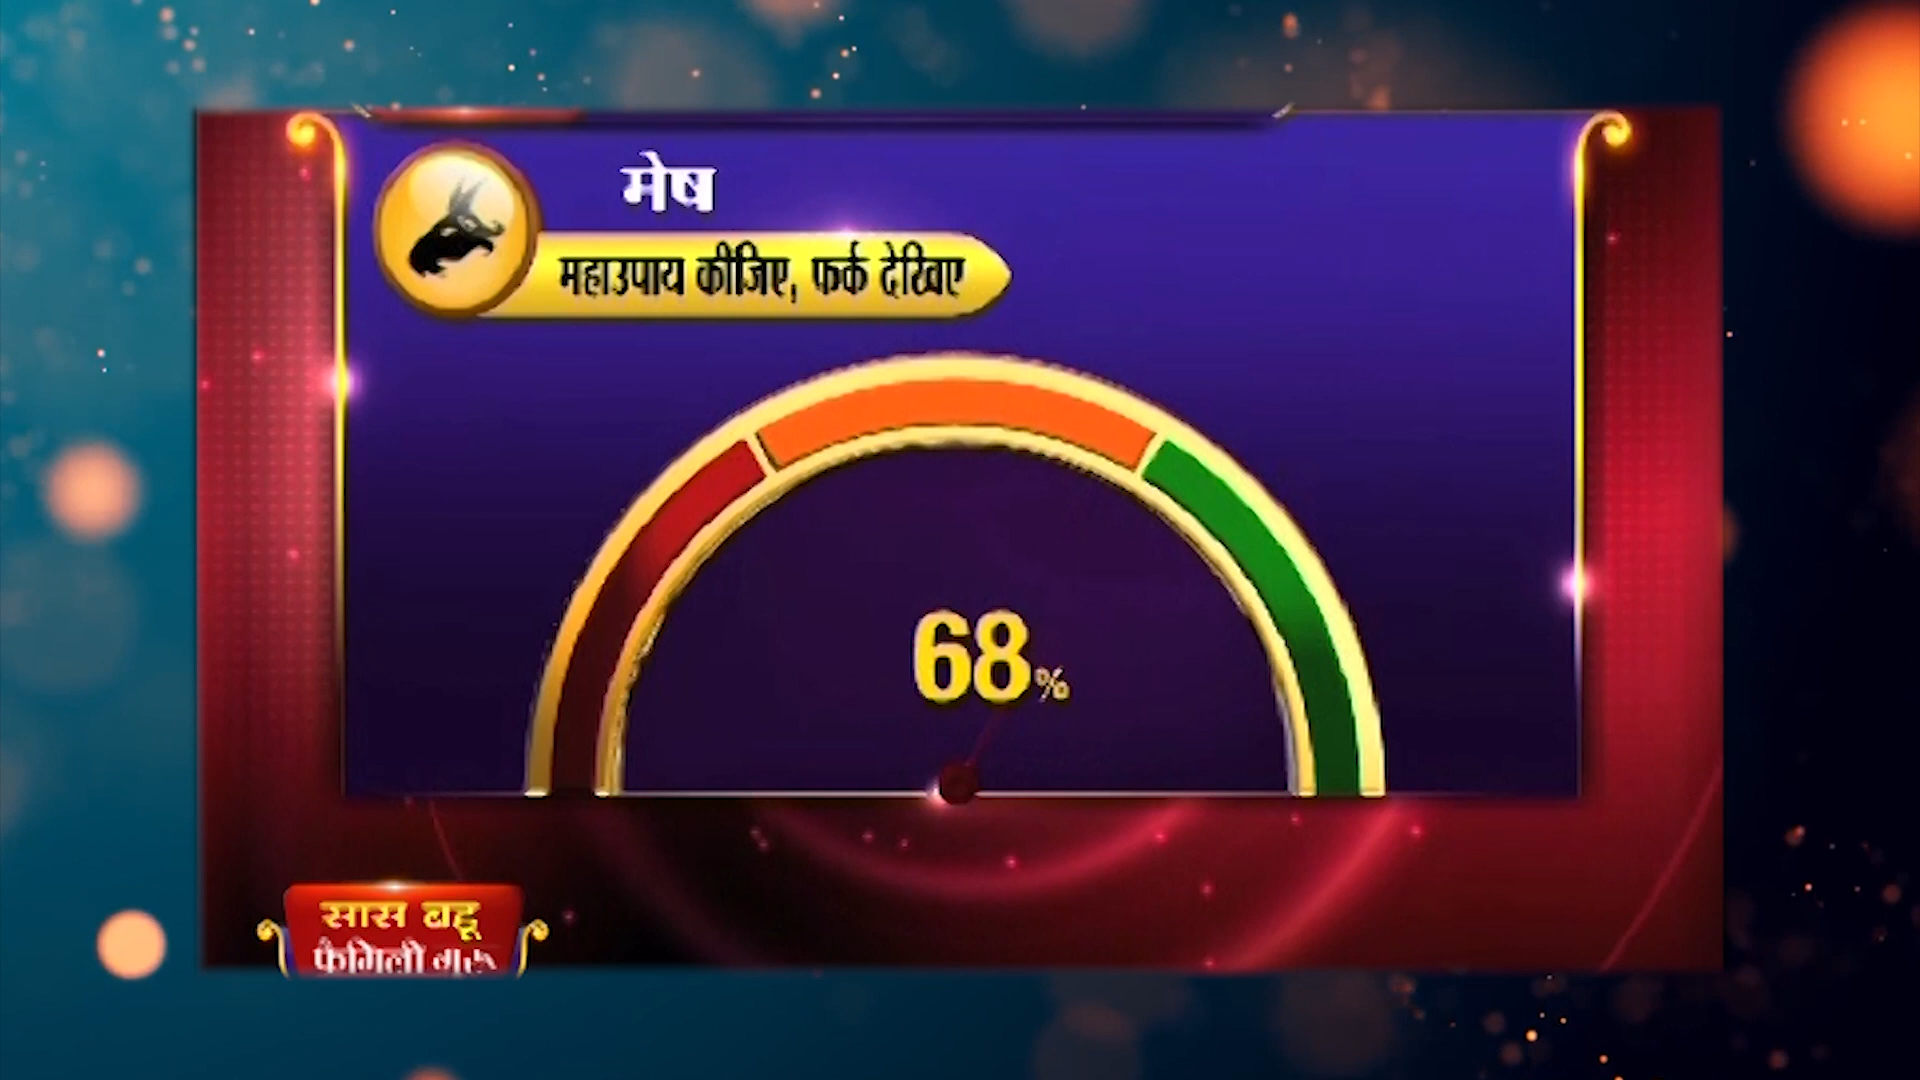 मेष
महाउपाय कीजिए, फर्क देखिए
68%
सास बहू
फैमिली गुरु